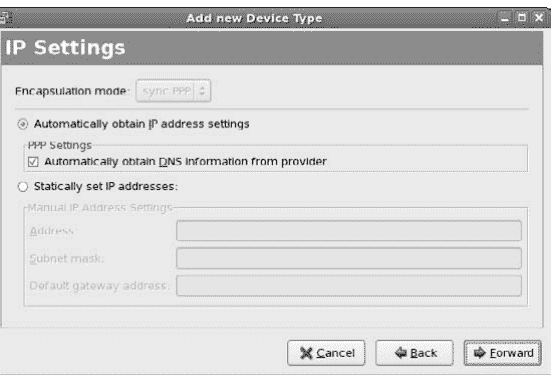 Add new Device Type
IP Settings
Encapsulation mode: sync PPP
Automatically obtain IP address settings
PPP Settings
Automatically obtain DNS information from provider
Statically set IP addresses:
Manual IP Address Settings
Address:
Subnet mask:
Default gateway address:
Cancel Back Forward